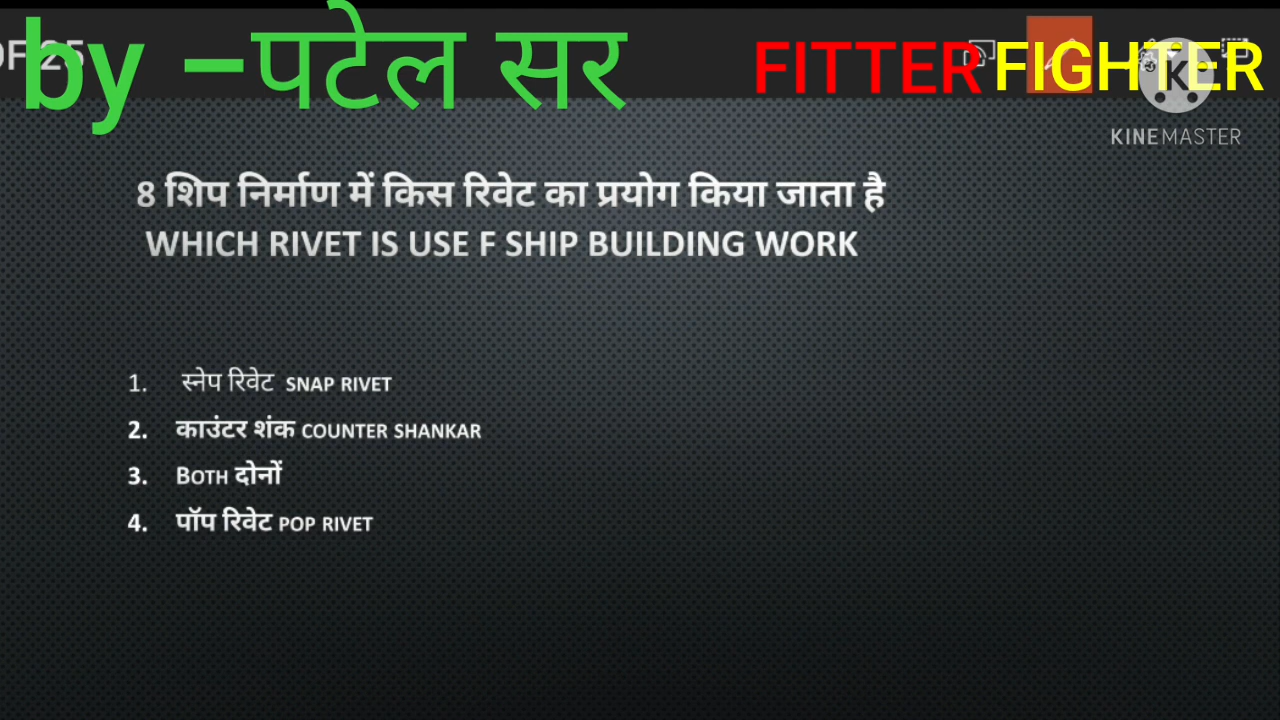 by –पटेल सर
FITTER FIGHTER
KINEMASTER
8 शिप निर्माण में किस रिवेट का प्रयोग किया जाता है
WHICH RIVET IS USE F SHIP BUILDING WORK
1. स्नेप रिवेट SNAP RIVET
2. काउंटर शंक COUNTER SHANKAR
3. BOTH दोनों
4. पॉप रिवेट POP RIVET